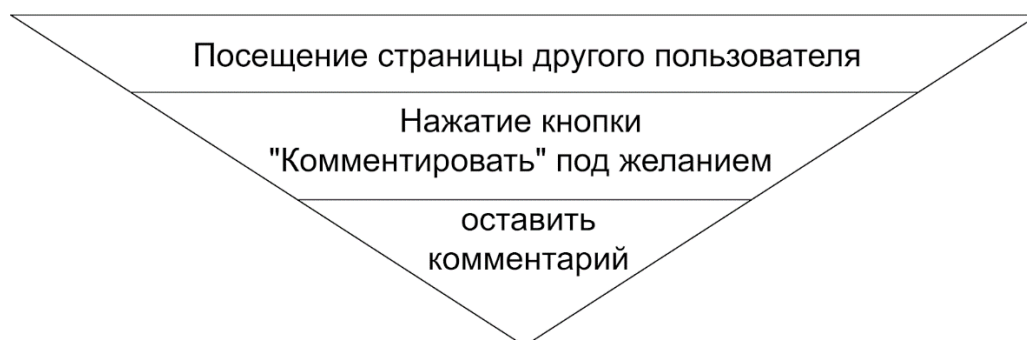 Посещение страницы другого пользователя
Нажатие кнопки
"Комментировать" под желанием
оставить
комментарий